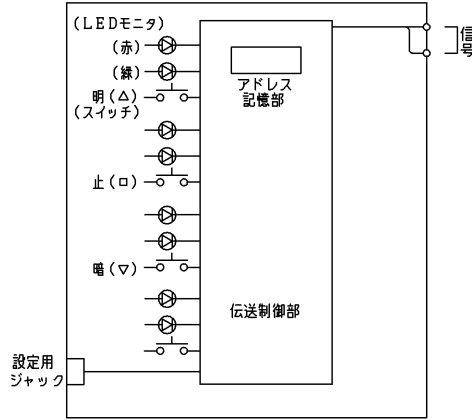 (LEDモニタ)
(赤)
(緑)
明(△)
(スイッチ)
止(□)
暗(▽)
アドレス
記憶部
伝送制御部
信号
設定用
ジャック